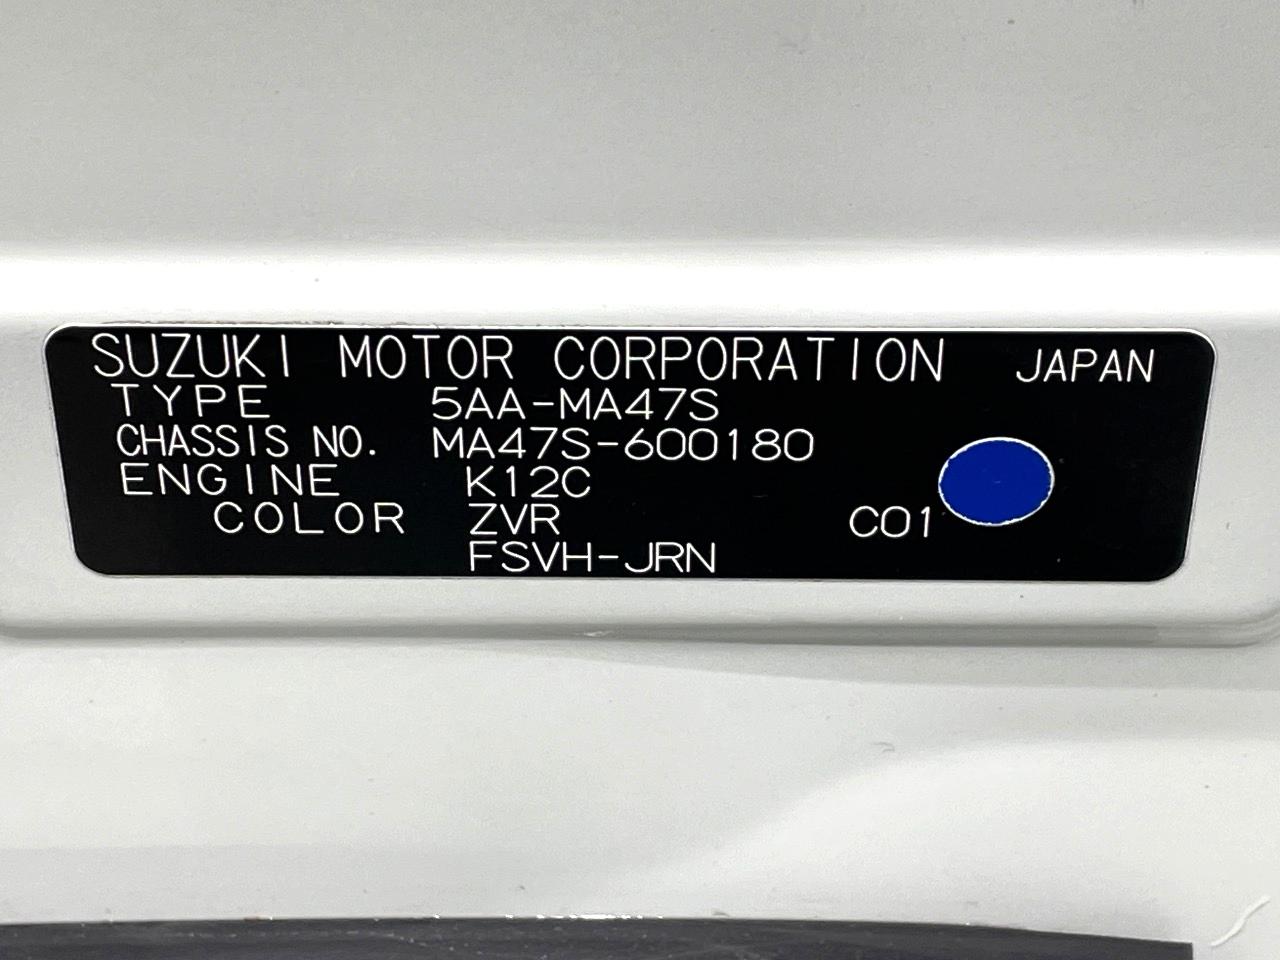 SUZUKI MOTOR CORPORATION JAPAN
TYPE 5AA-MA47S
CHASSIS NO. MA47S-600180
ENGINE K12C
COLOR ZVR C01
FSVH-JRN